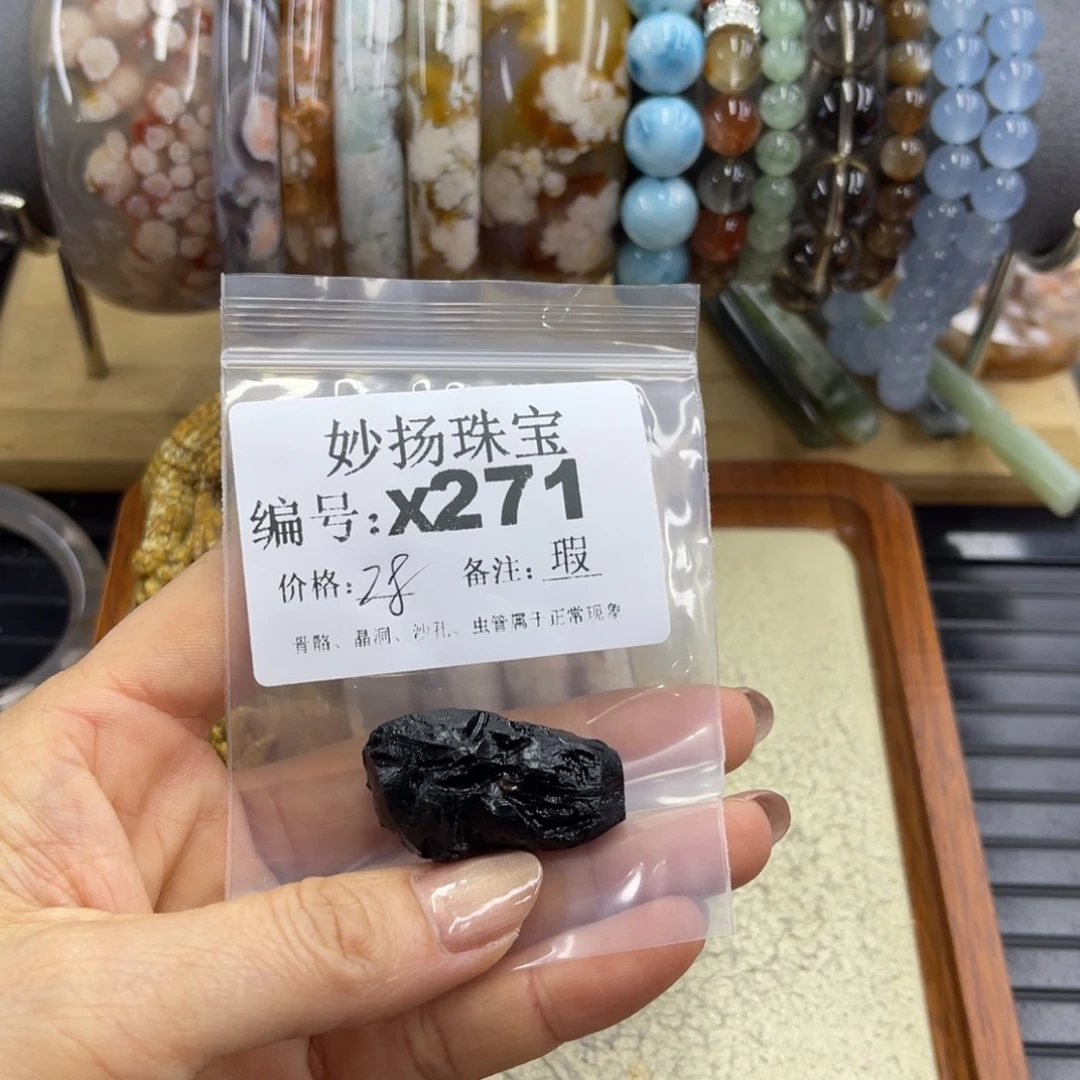 妙扬珠宝
编号:x271
价格:28 备注:瑕
骨骼、晶洞、沙孔、虫管属于正常现象